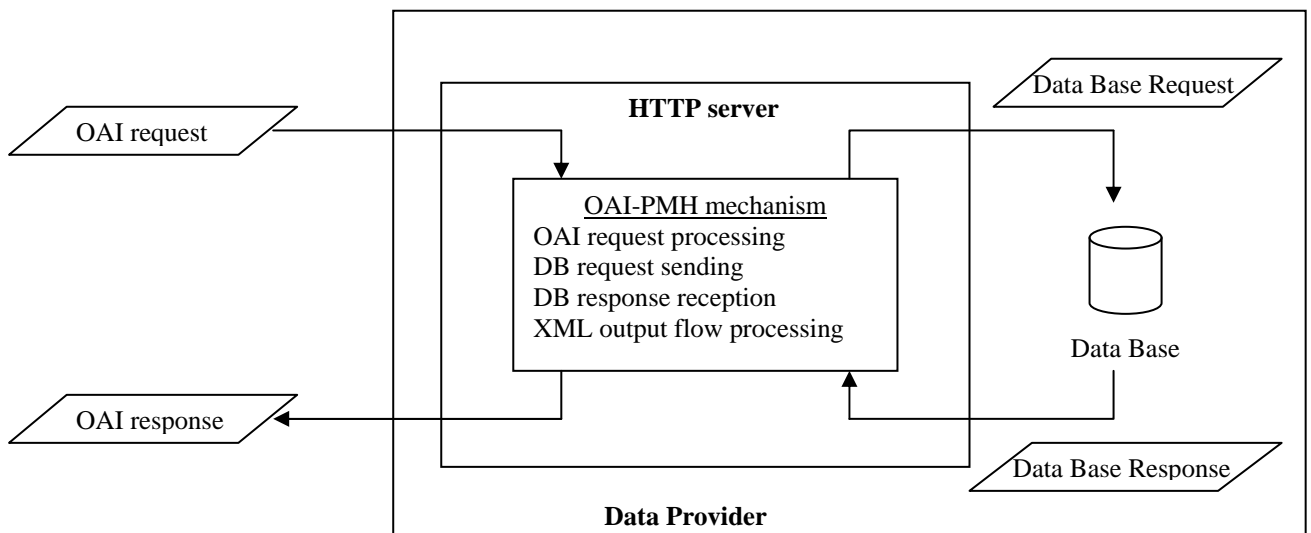 Data Base Request
HTTP server
OAI request
OAI-PMH mechanism
OAI request processing
DB request sending
DB response reception
XML output flow processing
Data Base
OAI response
Data Base Response
Data Provider